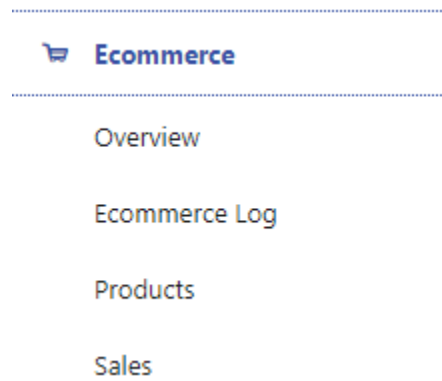 Ecommerce
Overview
Ecommerce Log
Products
Sales